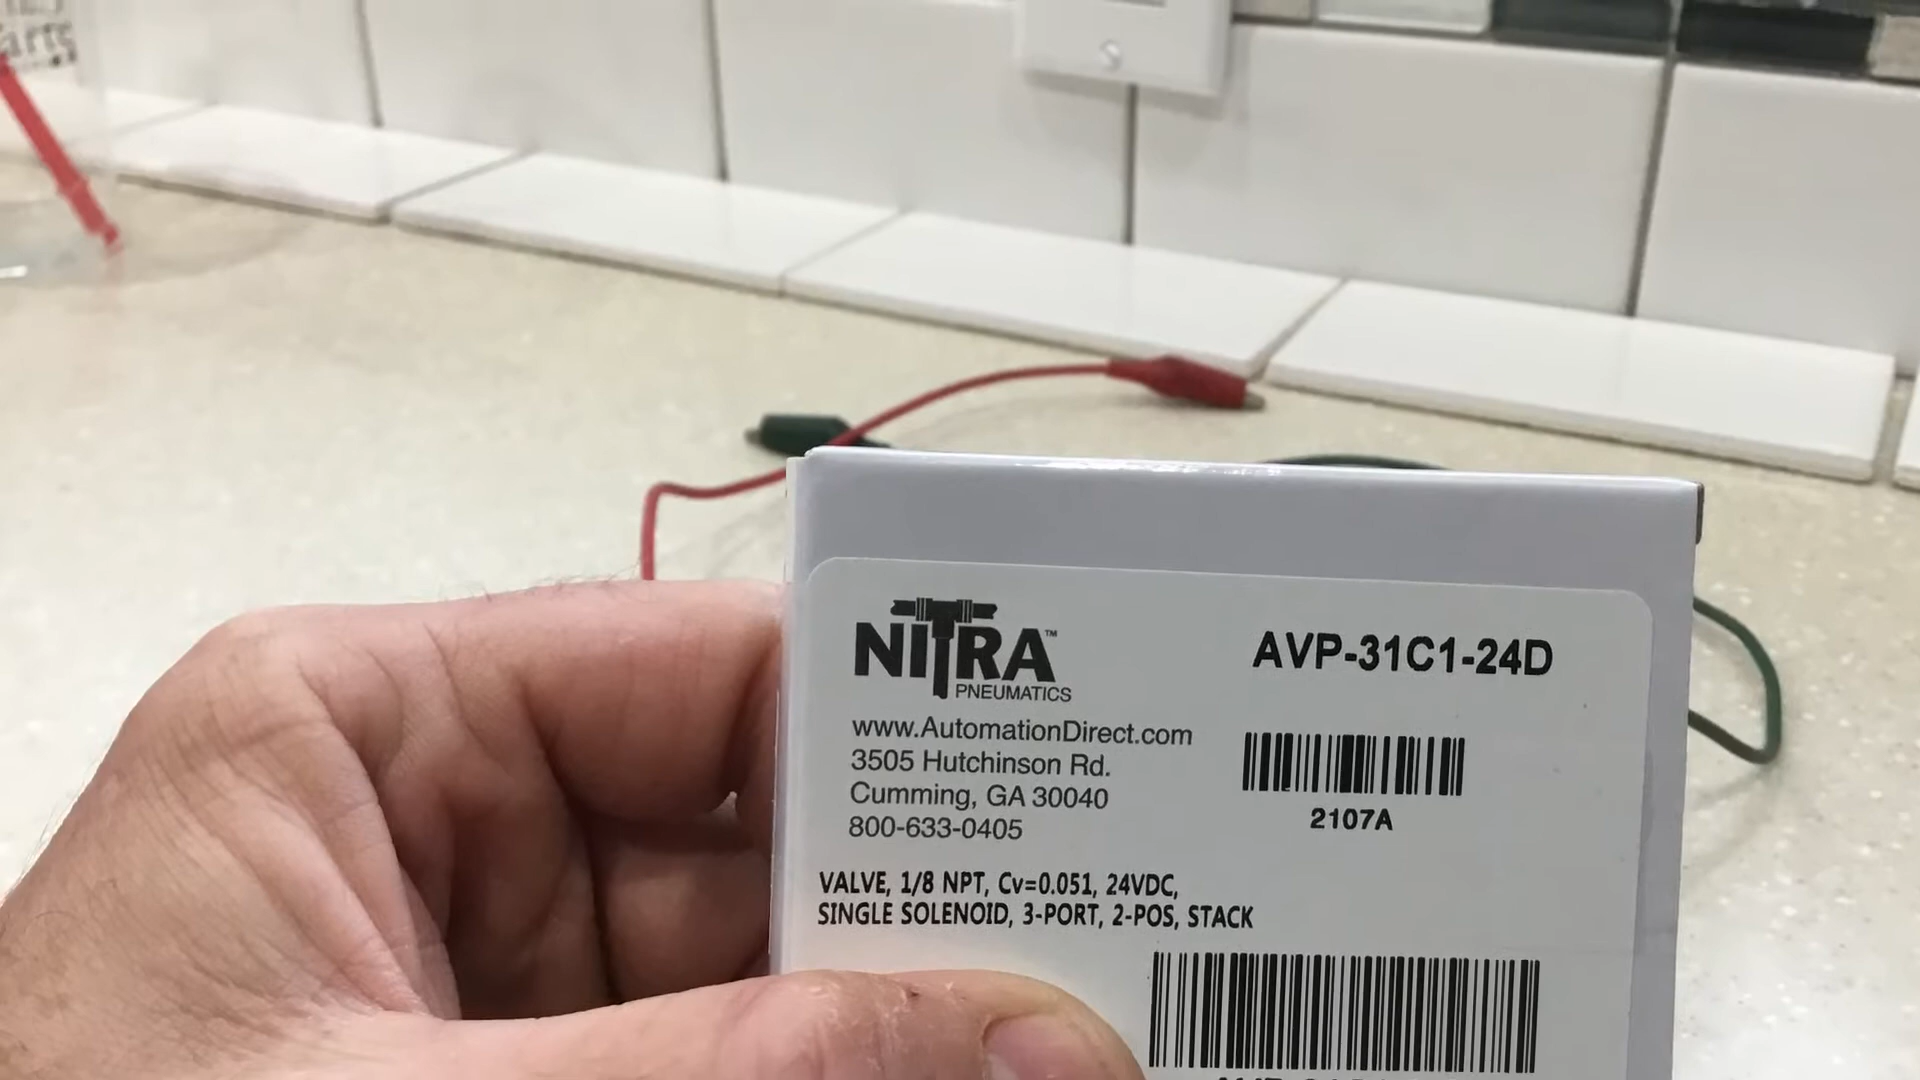 NITRA™
PNEUMATICS
AVP-31C1-24D
www.AutomationDirect.com
3505 Hutchinson Rd.
Cumming, GA 30040
800-633-0405
2107A
VALVE, 1/8 NPT, Cv=0.051, 24VDC,
SINGLE SOLENOID, 3-PORT, 2-POS, STACK